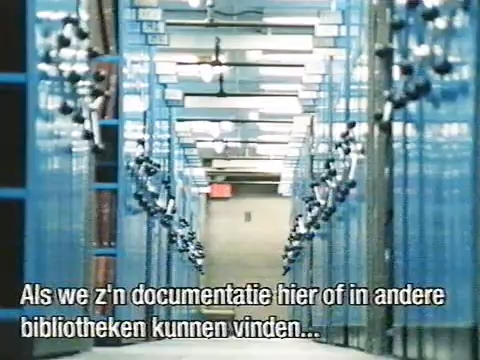 Als we z'n documentatie hier of in andere
bibliotheken kunnen vinden...